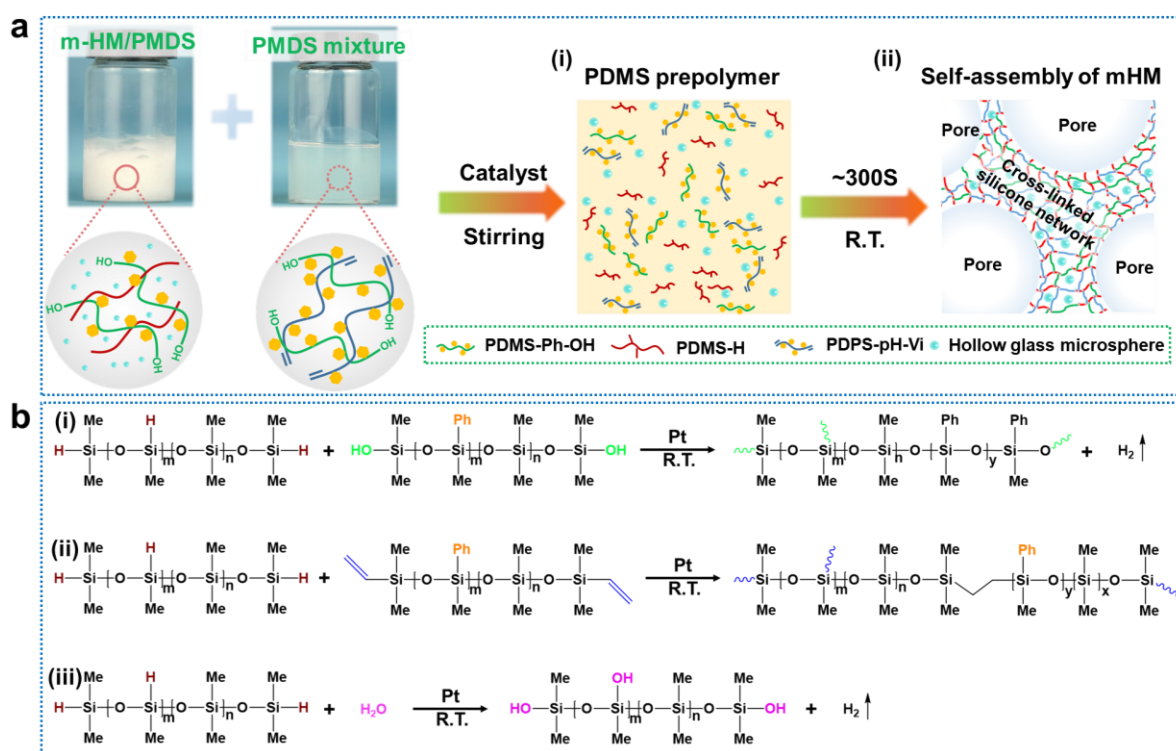 a
m-HM/PMDS
PMDS mixture
HO
HO
HO
HO
HO
OH
OH
OH
Catalyst
Stirring
(i)
PDMS prepolymer
~300S
R.T.
(ii)
Self-assembly of mHM
Pore
Pore
Pore
Pore
Cross-linked
silicone network
PDMS-Ph-OH
PDMS-H
PDPS-pH-Vi
Hollow glass microsphere
b
(i)
Me H Me Me
H Si O Si O Si O Si H
m n
Me Me Me Me
+
Me Ph Me Me
HO Si O Si O Si O Si OH
m n
Me Me Me Me
Pt
R.T.
Me Me Ph Ph
Si O Si O Si O Si O Si O
m n y
Me Me Me Me Me
+ H2
(ii)
Me H Me Me
H Si O Si O Si O Si H
m n
Me Me Me Me
+
Me Ph Me Me
Si O Si O Si O Si
m n
Me Me Me Me
Pt
R.T.
Me Me Me Ph Me Me
Si O Si O Si O Si Si O Si O Si
m n y x
Me Me Me Me Me Me Me
(iii)
Me H Me Me
H Si O Si O Si O Si H
m n
Me Me Me Me
+ H2O
Pt
R.T.
Me OH Me Me
HO Si O Si O Si O Si OH
m n
Me Me Me Me
+ H2